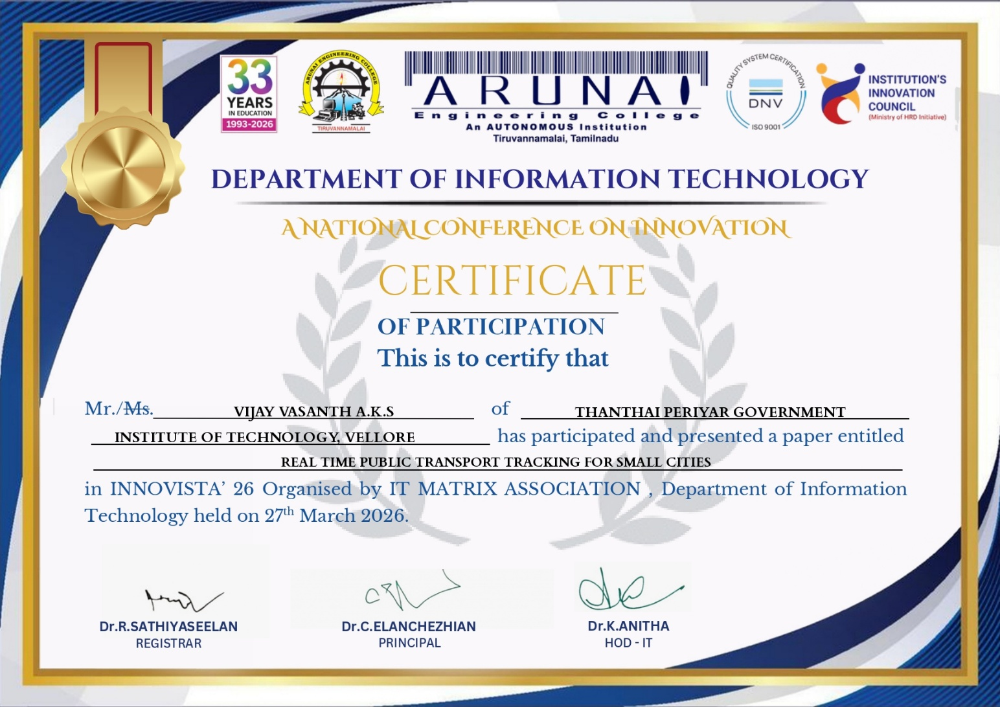 33
YEARS
IN EDUCATION
1993-2026
ARUNAI ENGINEERING COLLEGE
TIRUVANNAMALAI
ARUNAI
Engineering College
An AUTONOMOUS Institution
Tiruvannamalai, Tamilnadu
QUALITY SYSTEM CERTIFICATION
DNV
ISO 9001
INSTITUTION'S
INNOVATION
COUNCIL
(Ministry of HRD Initiative)
DEPARTMENT OF INFORMATION TECHNOLOGY
A NATIONAL CONFERENCE ON INNOVATION
CERTIFICATE
OF PARTICIPATION
This is to certify that
Mr./Ms. VIJAY VASANTH A.K.S of THANTHAI PERIYAR GOVERNMENT
INSTITUTE OF TECHNOLOGY, VELLORE has participated and presented a paper entitled
REAL TIME PUBLIC TRANSPORT TRACKING FOR SMALL CITIES
in INNOVISTA’ 26 Organised by IT MATRIX ASSOCIATION , Department of Information
Technology held on 27th March 2026.
Dr.R.SATHIYASEELAN
REGISTRAR
Dr.C.ELANCHEZHIAN
PRINCIPAL
Dr.K.ANITHA
HOD - IT